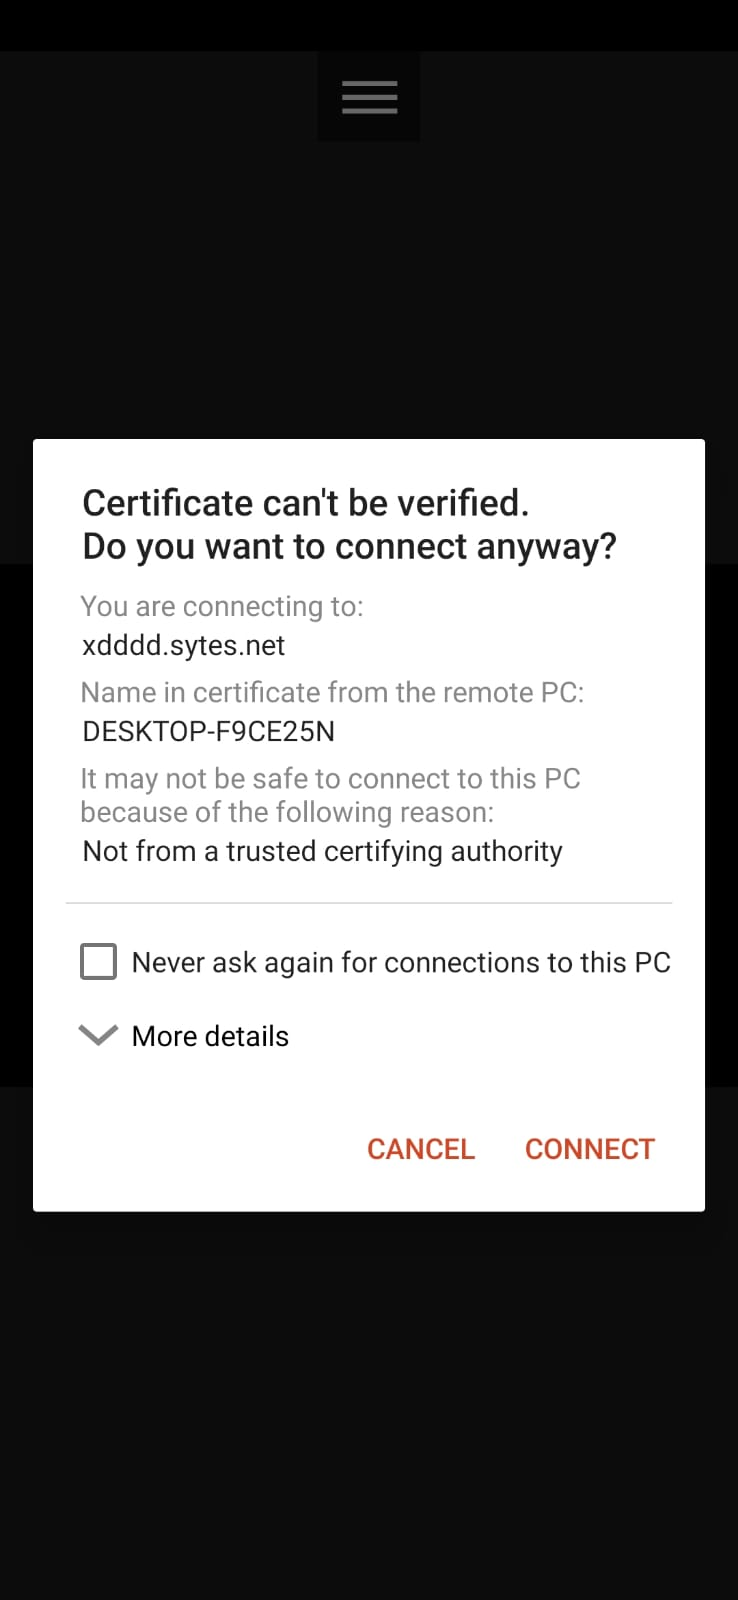 Certificate can't be verified.
Do you want to connect anyway?
You are connecting to:
xdddd.sytes.net
Name in certificate from the remote PC:
DESKTOP-F9CE25N
It may not be safe to connect to this PC
because of the following reason:
Not from a trusted certifying authority
Never ask again for connections to this PC
More details
CANCEL CONNECT